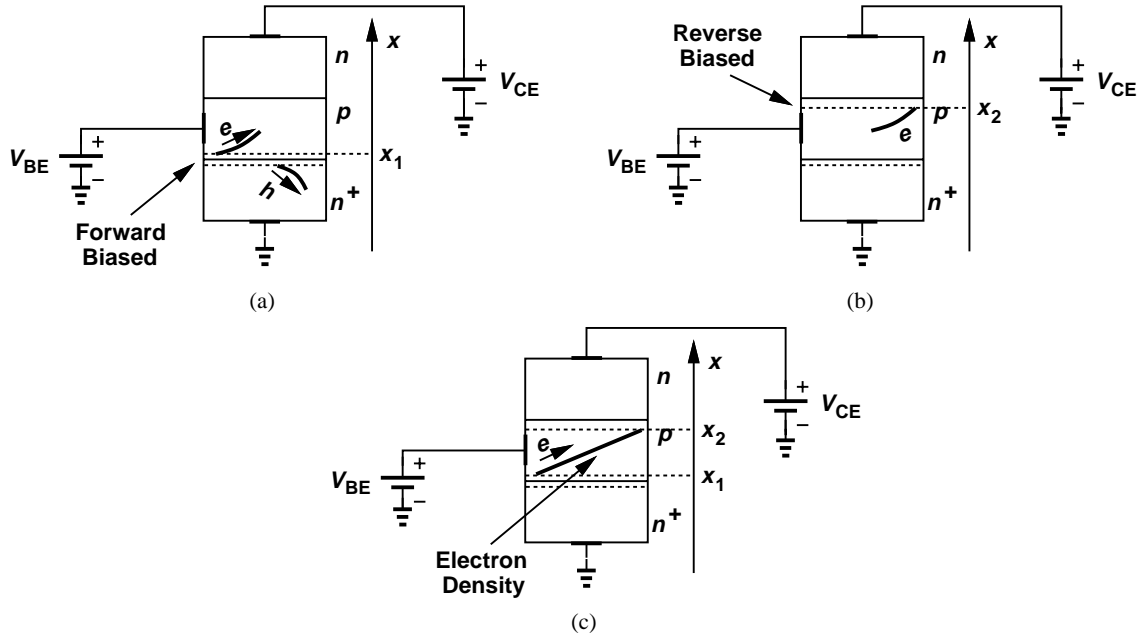 n
x
+
V_CE
−
p
e
+
V_BE
−
x_1
h
n^+
Forward
Biased
(a)
Reverse
Biased
n
x
+
V_CE
−
p
x_2
e
+
V_BE
−
n^+
(b)
n
x
+
V_CE
−
x_2
p
e
+
V_BE
−
x_1
n^+
Electron
Density
(c)